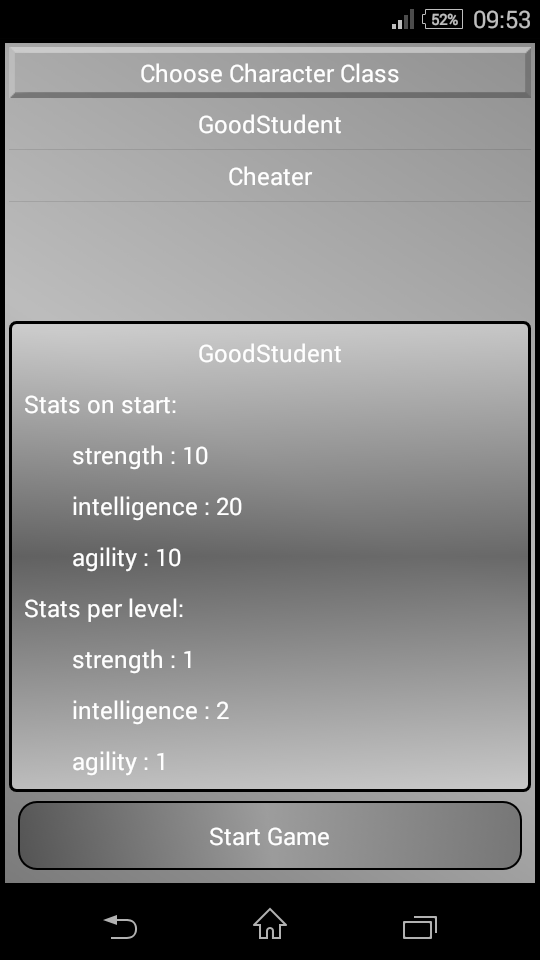 52% 09:53
Choose Character Class
GoodStudent
Cheater
GoodStudent
Stats on start:
strength : 10
intelligence : 20
agility : 10
Stats per level:
strength : 1
intelligence : 2
agility : 1
Start Game